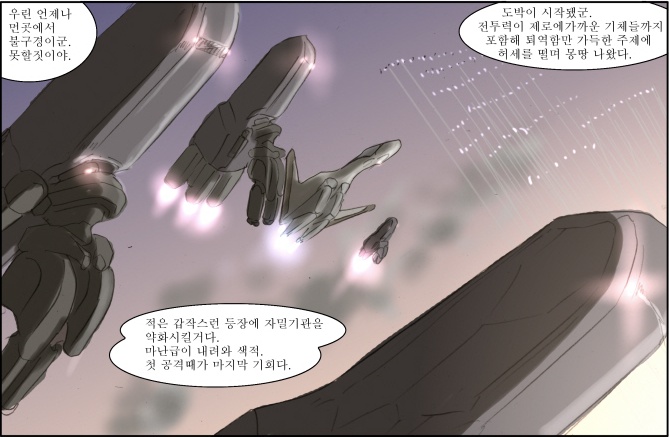 우린 언제나
먼곳에서
불구경이군.
못할짓이야.
도박이 시작됐군.
전투력이 제로에가까운 기체들까지
포함해 퇴역함만 가득한 주제에
허세를 떨며 몽땅 나왔다.
적은 갑작스런 등장에 자밀기관을
약화시킬거다.
마난급이 내려와 색적.
첫 공격때가 마지막 기회다.